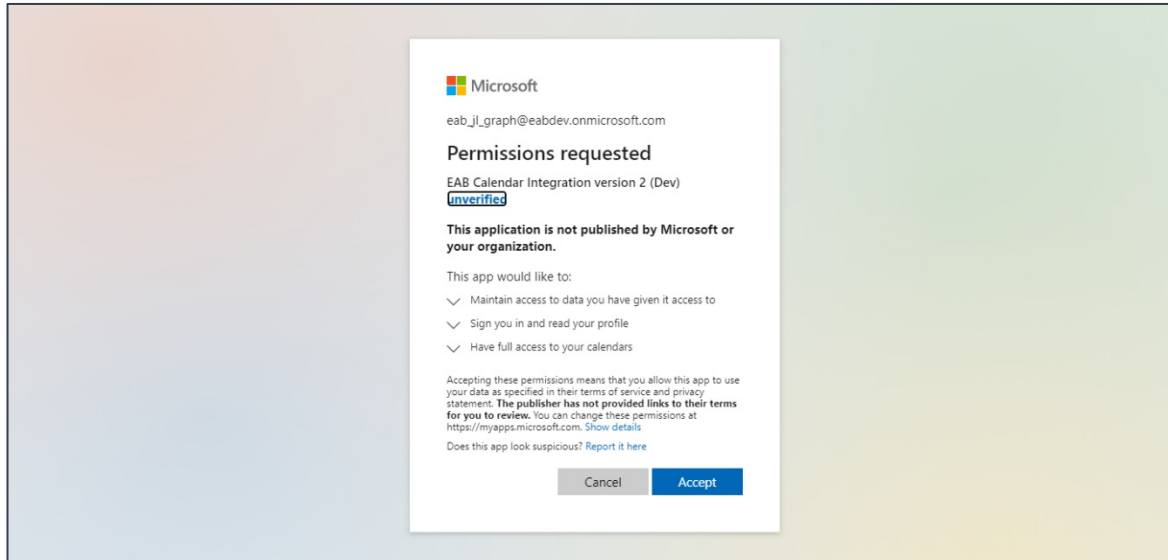 Microsoft
eab_jl_graph@eabdev.onmicrosoft.com
Permissions requested
EAB Calendar Integration version 2 (Dev)
unverified
This application is not published by Microsoft or
your organization.
This app would like to:
Maintain access to data you have given it access to
Sign you in and read your profile
Have full access to your calendars
Accepting these permissions means that you allow this app to use
your data as specified in their terms of service and privacy
statement. The publisher has not provided links to their terms
for you to review. You can change these permissions at
https://myapps.microsoft.com. Show details
Does this app look suspicious? Report it here
Cancel Accept